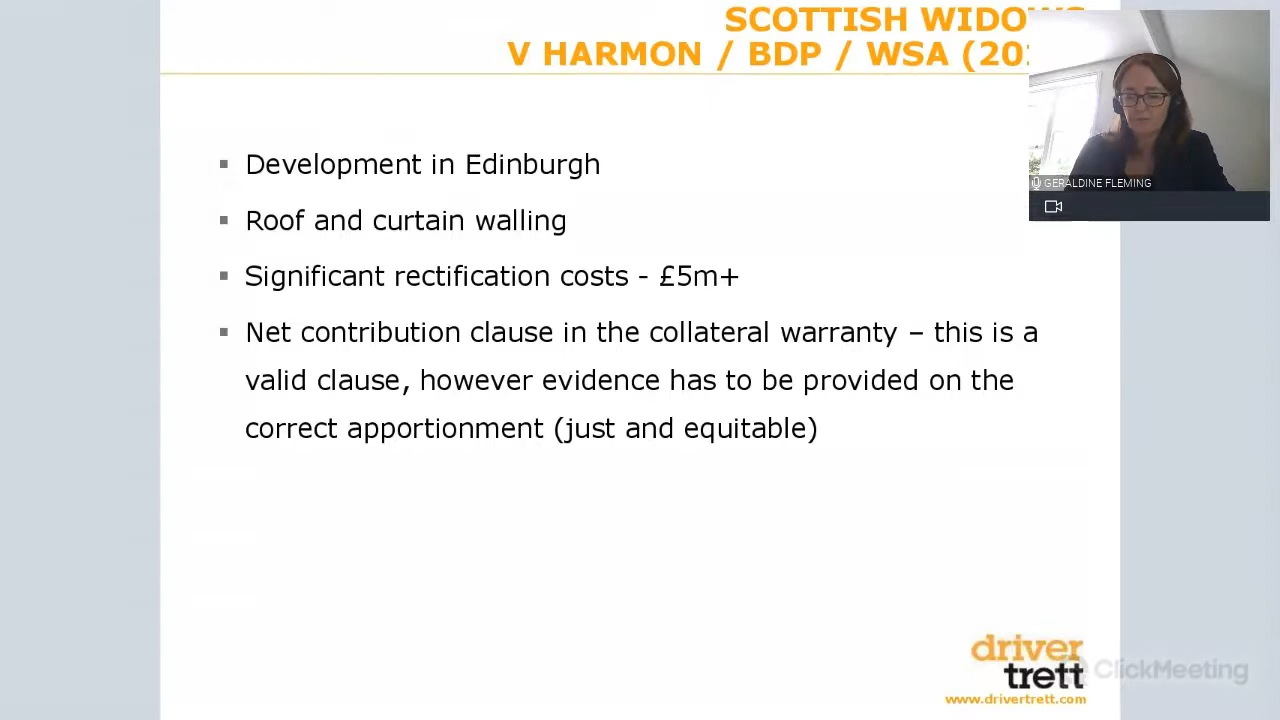 SCOTTISH WIDOWS
V HARMON / BDP / WSA (201
GERALDINE FLEMING
▪ Development in Edinburgh
▪ Roof and curtain walling
▪ Significant rectification costs - £5m+
▪ Net contribution clause in the collateral warranty – this is a
valid clause, however evidence has to be provided on the
correct apportionment (just and equitable)
driver
trett
ClickMeeting
www.drivertrett.com